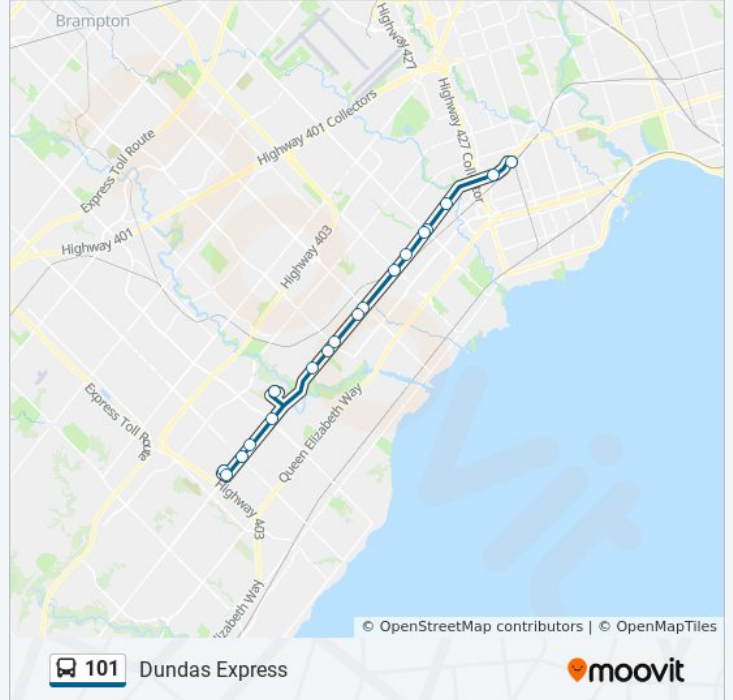 Brampton
Highway 427
Highway 401 Collectors
Highway 427 Collector
Express Toll Route
Highway 401
Highway 403
Express Toll Route
Queen Elizabeth Way
Highway 403
lizabeth Way
© OpenStreetMap contributors | © OpenMapTiles
101 Dundas Express
moovit